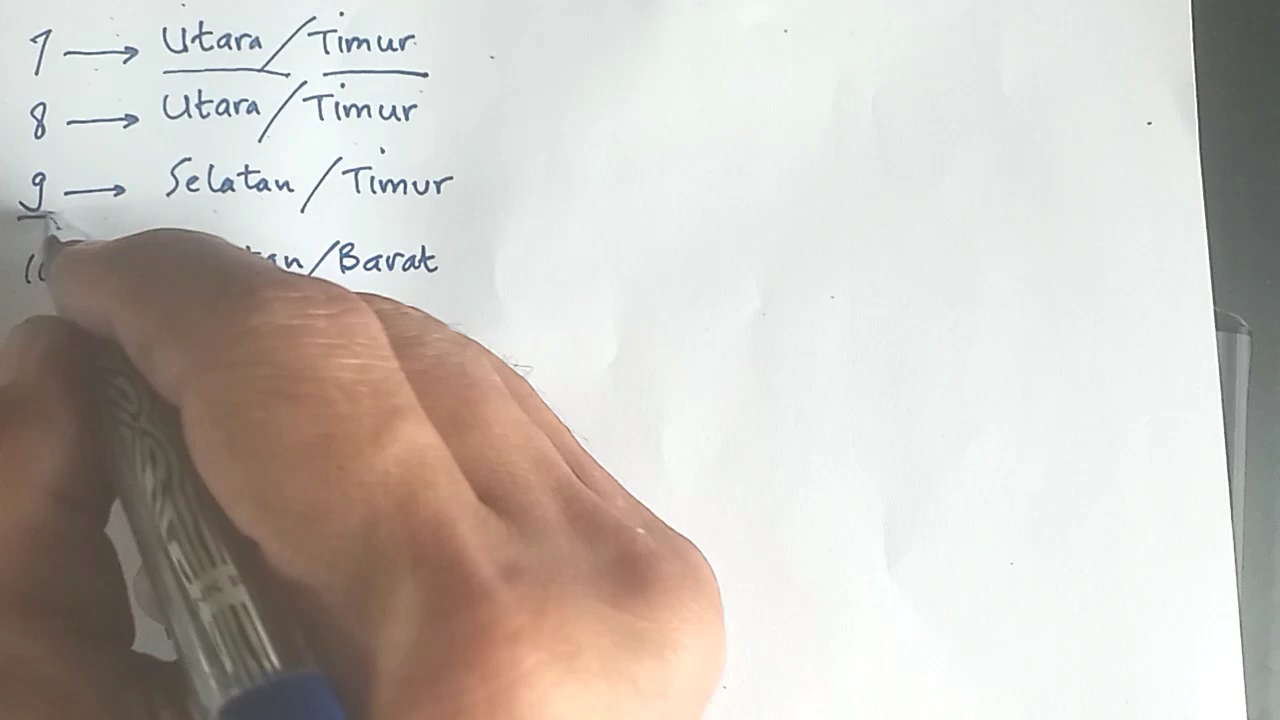 7 → Utara / Timur
8 → Utara / Timur
9 → Selatan / Timur
/ Barat